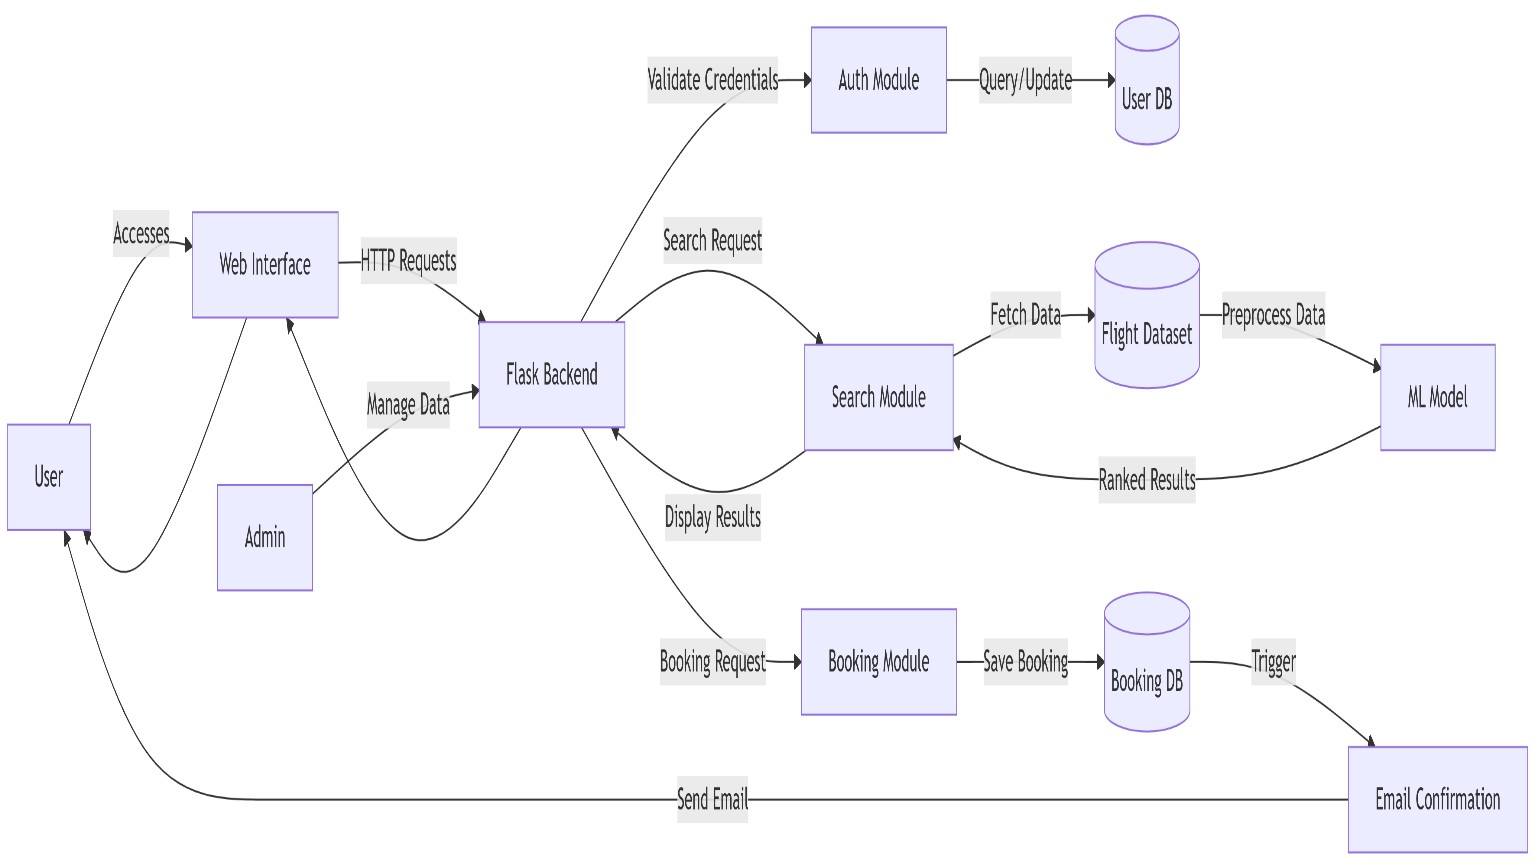 Validate Credentials
Auth Module
Query/Update
User DB
Accesses
Web Interface
HTTP Requests
Search Request
Flask Backend
Manage Data
Search Module
Fetch Data
Flight Dataset
Preprocess Data
ML Model
User
Admin
Display Results
Ranked Results
Booking Request
Booking Module
Save Booking
Booking DB
Trigger
Send Email
Email Confirmation